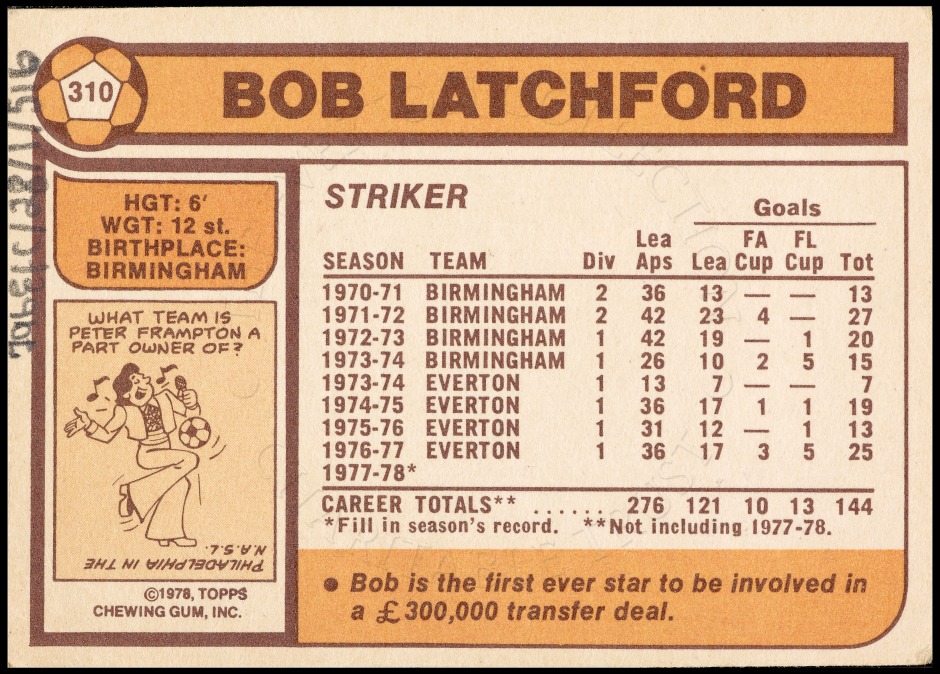 310
BOB LATCHFORD
HGT: 6′
WGT: 12 st.
BIRTHPLACE:
BIRMINGHAM
WHAT TEAM IS
PETER FRAMPTON A
PART OWNER OF?
PHILADELPHIA IN THE
N.A.S.L.
©1978, TOPPS
CHEWING GUM, INC.
STRIKER
Goals
Lea FA FL
SEASON TEAM Div Aps Lea Cup Cup Tot
1970-71 BIRMINGHAM 2 36 13 — — 13
1971-72 BIRMINGHAM 2 42 23 4 — 27
1972-73 BIRMINGHAM 1 42 19 — 1 20
1973-74 BIRMINGHAM 1 26 10 2 5 15
1973-74 EVERTON 1 13 7 — — 7
1974-75 EVERTON 1 36 17 1 1 19
1975-76 EVERTON 1 31 12 — 1 13
1976-77 EVERTON 1 36 17 3 5 25
1977-78*
CAREER TOTALS** ...... 276 121 10 13 144
*Fill in season's record. **Not including 1977-78.
● Bob is the first ever star to be involved in
a £300,000 transfer deal.